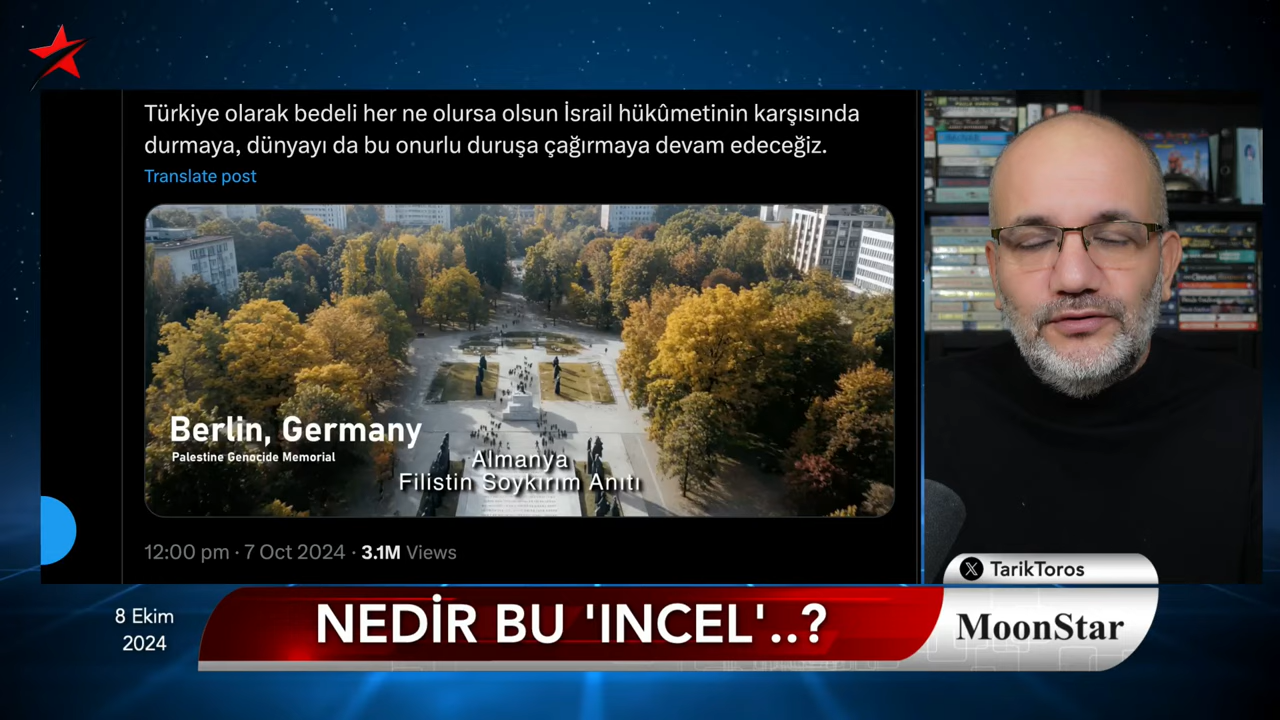 Türkiye olarak bedeli her ne olursa olsun İsrail hükûmetinin karşısında
durmaya, dünyayı da bu onurlu duruşa çağırmaya devam edeceğiz.
Translate post
Berlin, Germany
Palestine Genocide Memorial
Almanya
Filistin Soykırım Anıtı
12:00 pm · 7 Oct 2024 · 3.1M Views
TarikToros
8 Ekim
2024
NEDİR BU 'INCEL'..?
MoonStar